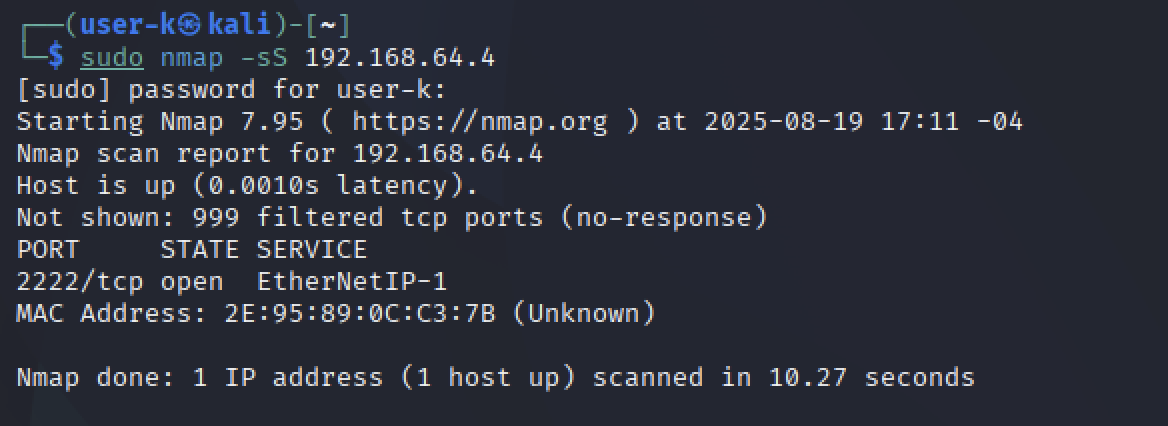 ┌──(user-k㉿kali)-[~]
└─$ sudo nmap -sS 192.168.64.4
[sudo] password for user-k:
Starting Nmap 7.95 ( https://nmap.org ) at 2025-08-19 17:11 -04
Nmap scan report for 192.168.64.4
Host is up (0.0010s latency).
Not shown: 999 filtered tcp ports (no-response)
PORT     STATE SERVICE
2222/tcp open  EtherNetIP-1
MAC Address: 2E:95:89:0C:C3:7B (Unknown)
Nmap done: 1 IP address (1 host up) scanned in 10.27 seconds